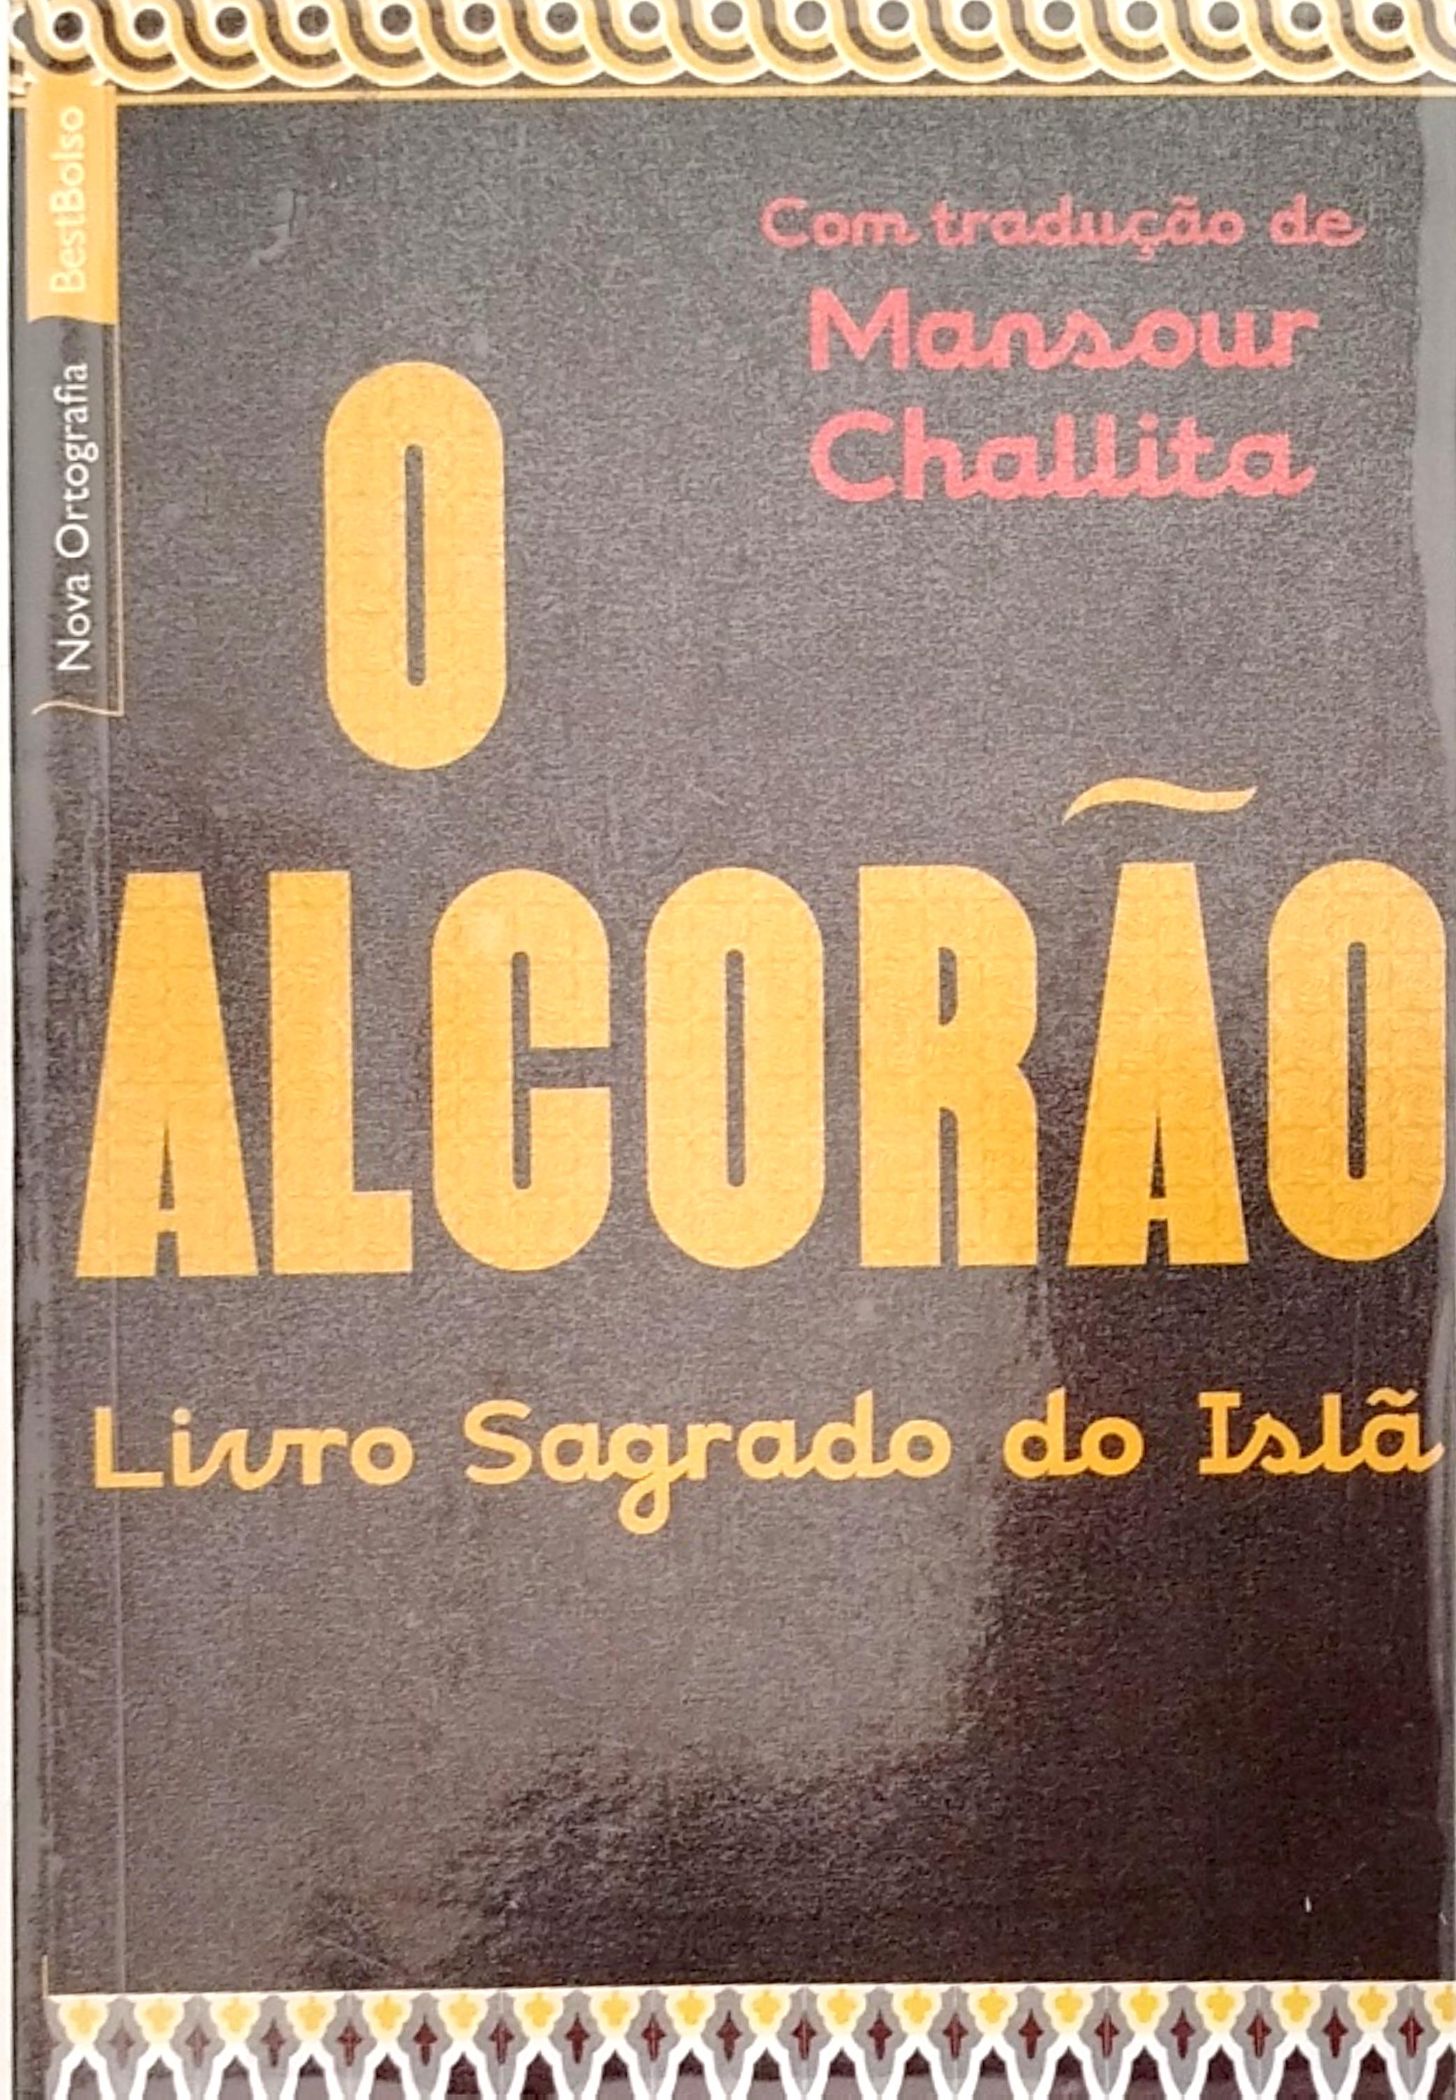 BestBolso
Nova Ortografia
Com tradução de
Mansour
Challita
O
ALCORÃO
Livro Sagrado do Islã